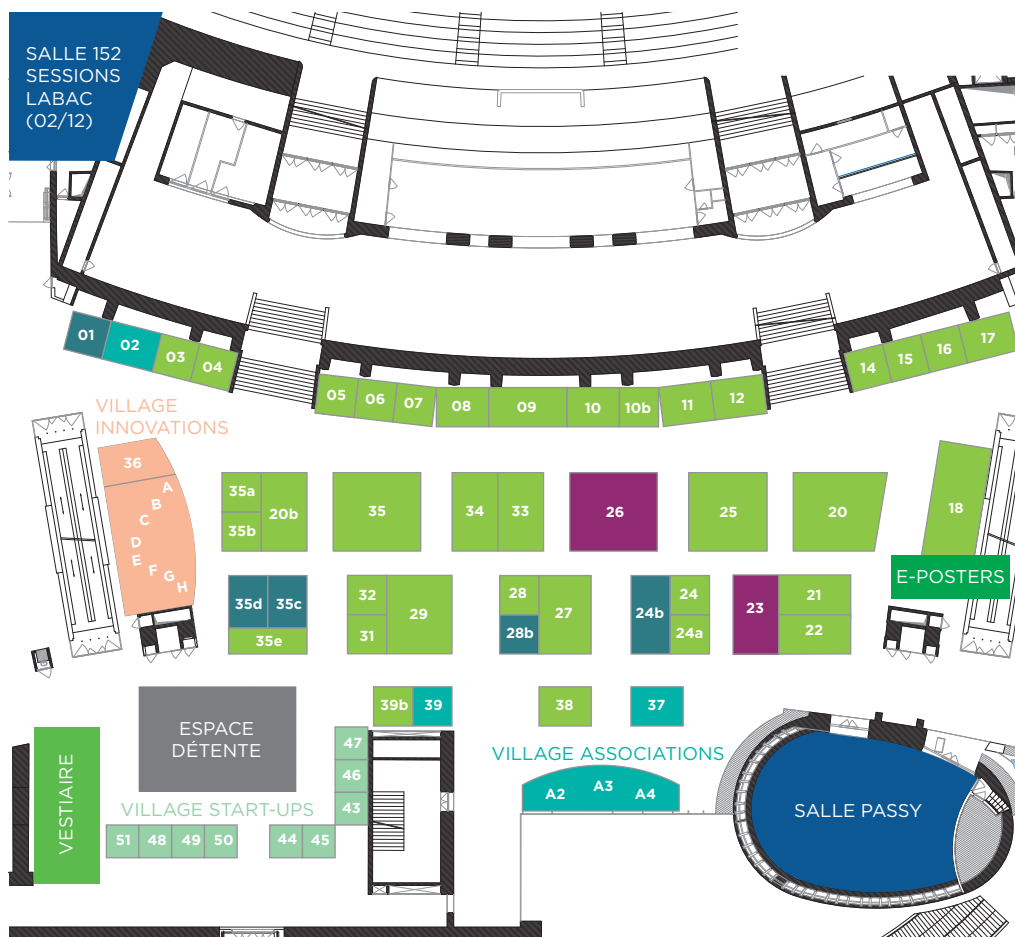 SALLE 152
SESSIONS
LABAC
(02/12)
01
02
03
04
05
06
07
08
09
10
10b
11
12
14
15
16
17
VILLAGE
INNOVATIONS
36
A
B
C
D
E
F
G
H
35a
35b
20b
35
34
33
26
25
20
18
E-POSTERS
35d
35c
35e
32
31
29
28
28b
27
24b
24
24a
23
21
22
39b
39
38
37
ESPACE
DÉTENTE
VESTIAIRE
VILLAGE START-UPS
47
46
43
51
48
49
50
44
45
VILLAGE ASSOCIATIONS
A2
A3
A4
SALLE PASSY